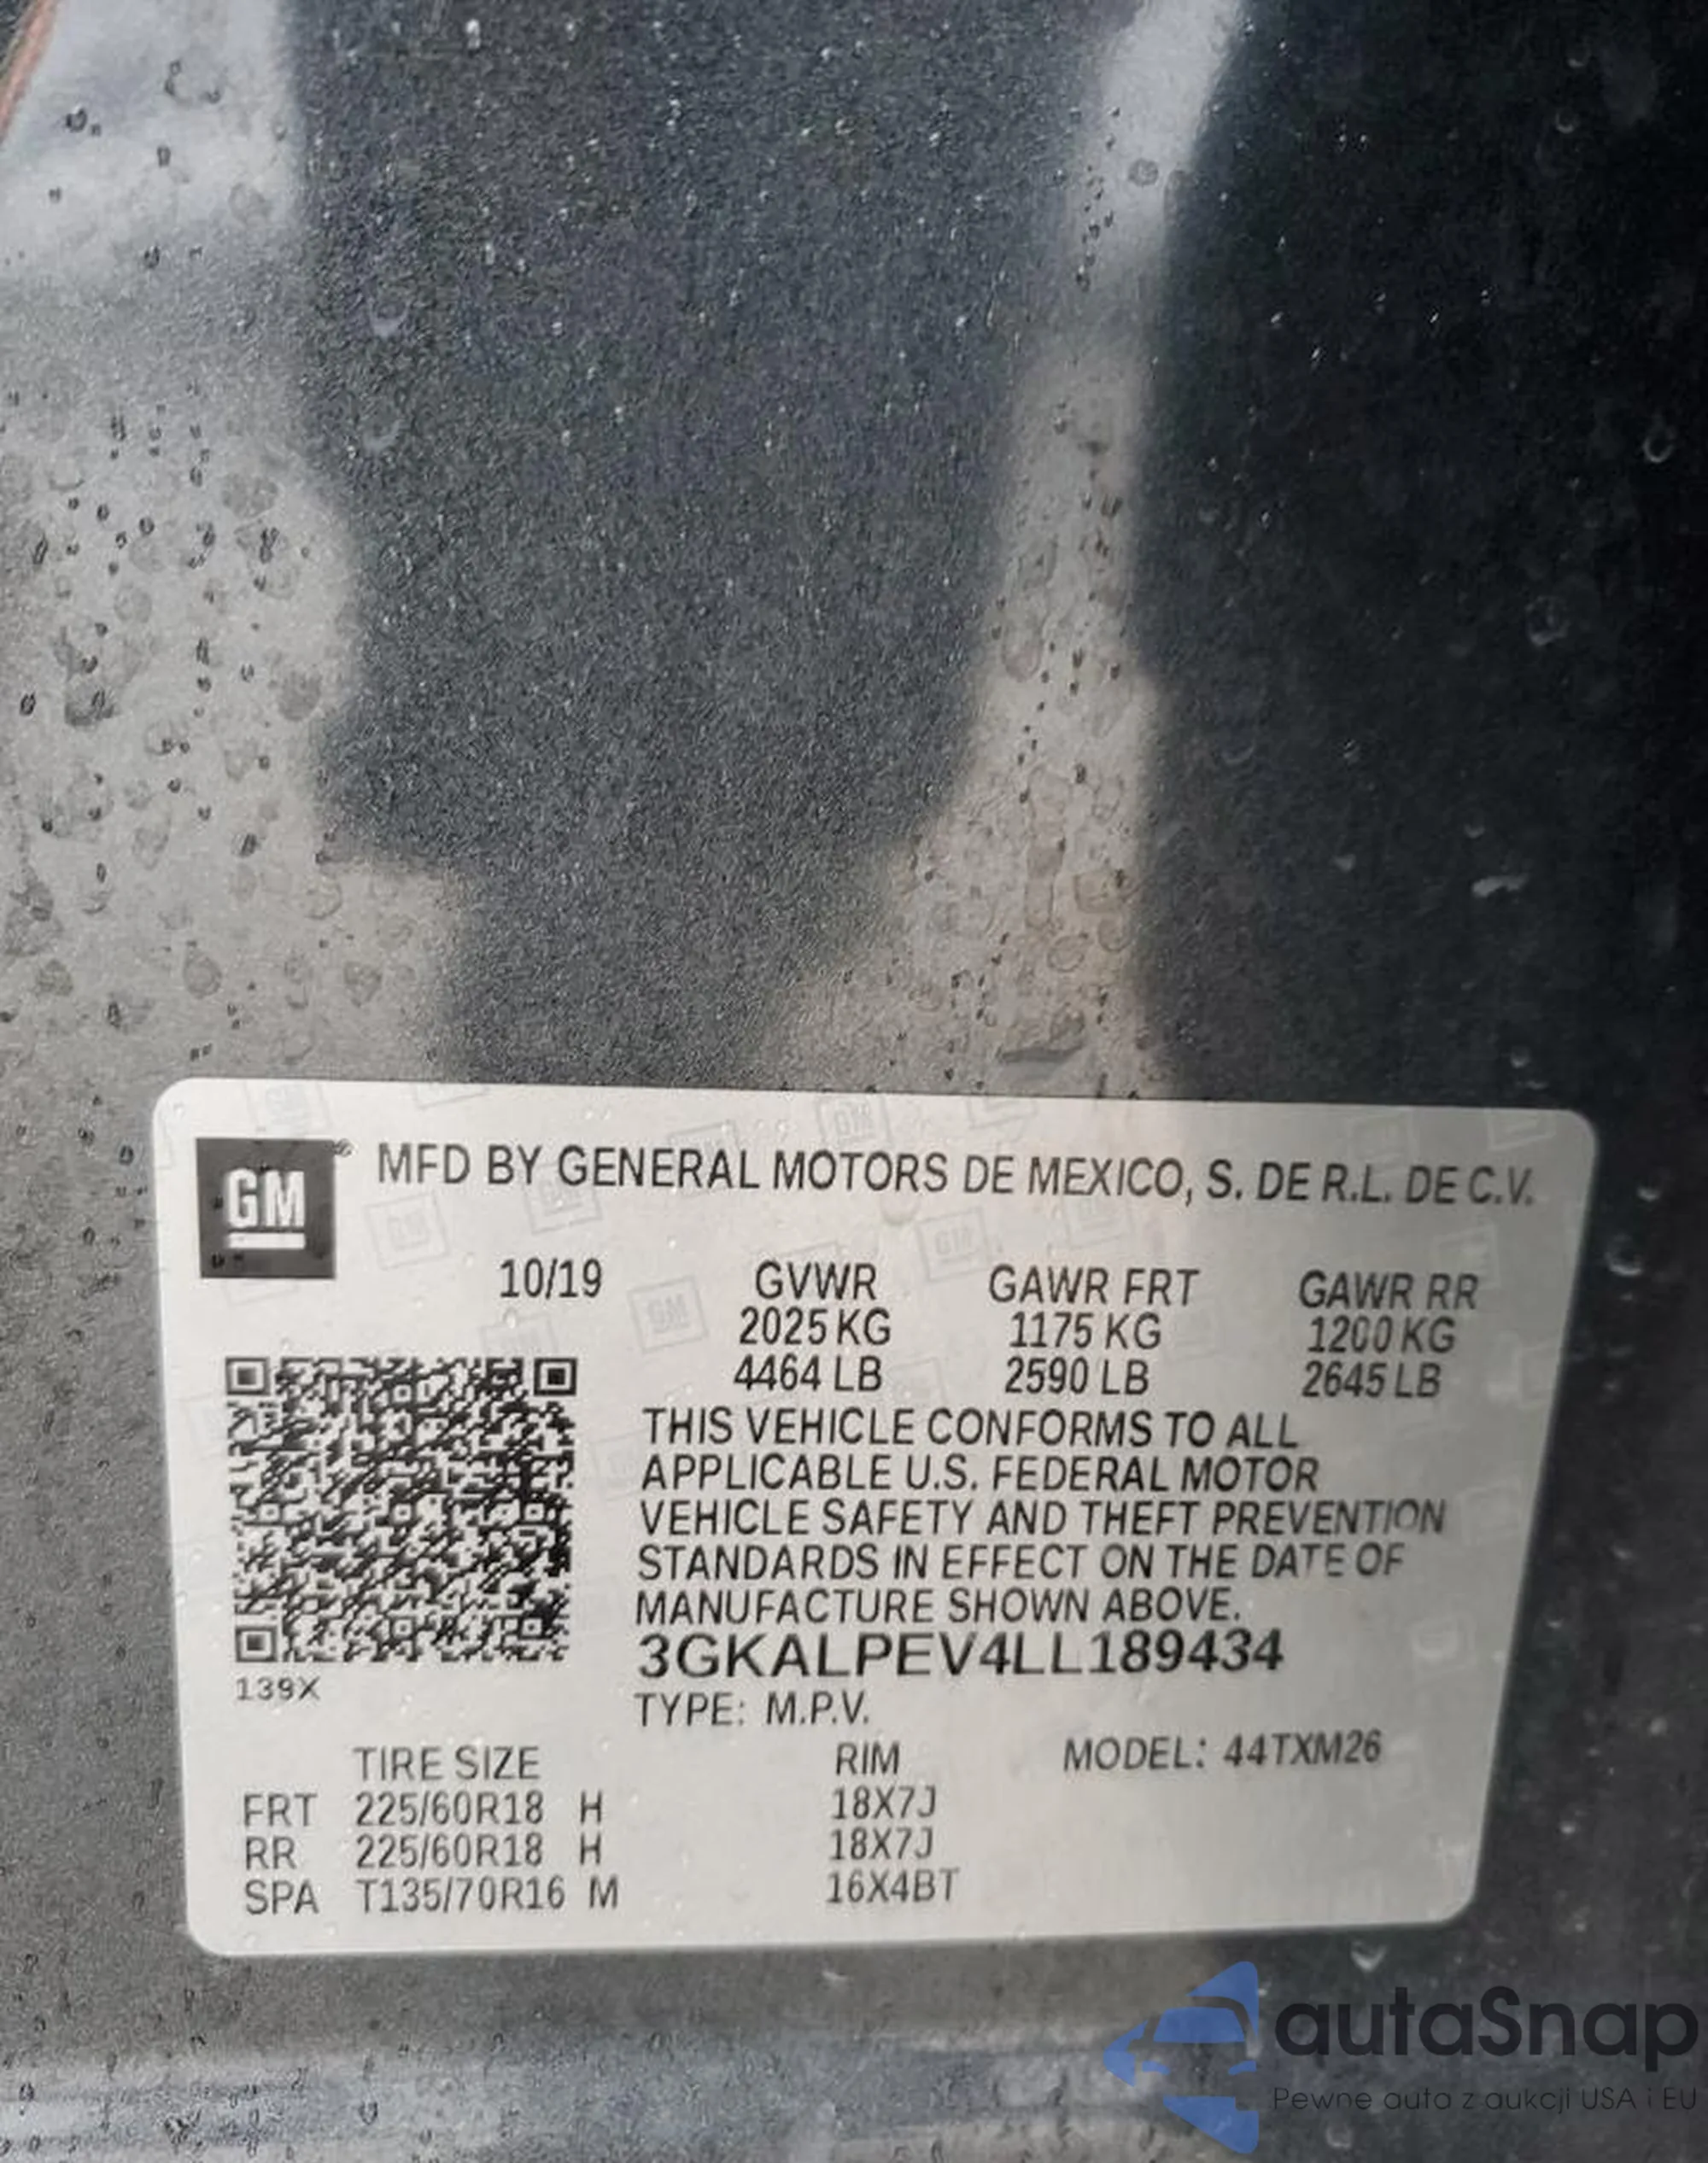 GM
MFD BY GENERAL MOTORS DE MEXICO, S. DE R.L. DE C.V.
10/19 GVWR GAWR FRT GAWR RR
2025 KG 1175 KG 1200 KG
4464 LB 2590 LB 2645 LB
THIS VEHICLE CONFORMS TO ALL
APPLICABLE U.S. FEDERAL MOTOR
VEHICLE SAFETY AND THEFT PREVENTION
STANDARDS IN EFFECT ON THE DATE OF
MANUFACTURE SHOWN ABOVE.
3GKALPEV4LL189434
139X
TYPE: M.P.V.
TIRE SIZE RIM MODEL: 44TXM26
FRT 225/60R18 H 18X7J
RR 225/60R18 H 18X7J
SPA T135/70R16 M 16X4BT
autaSnap
Pewne auta z aukcji USA i EU